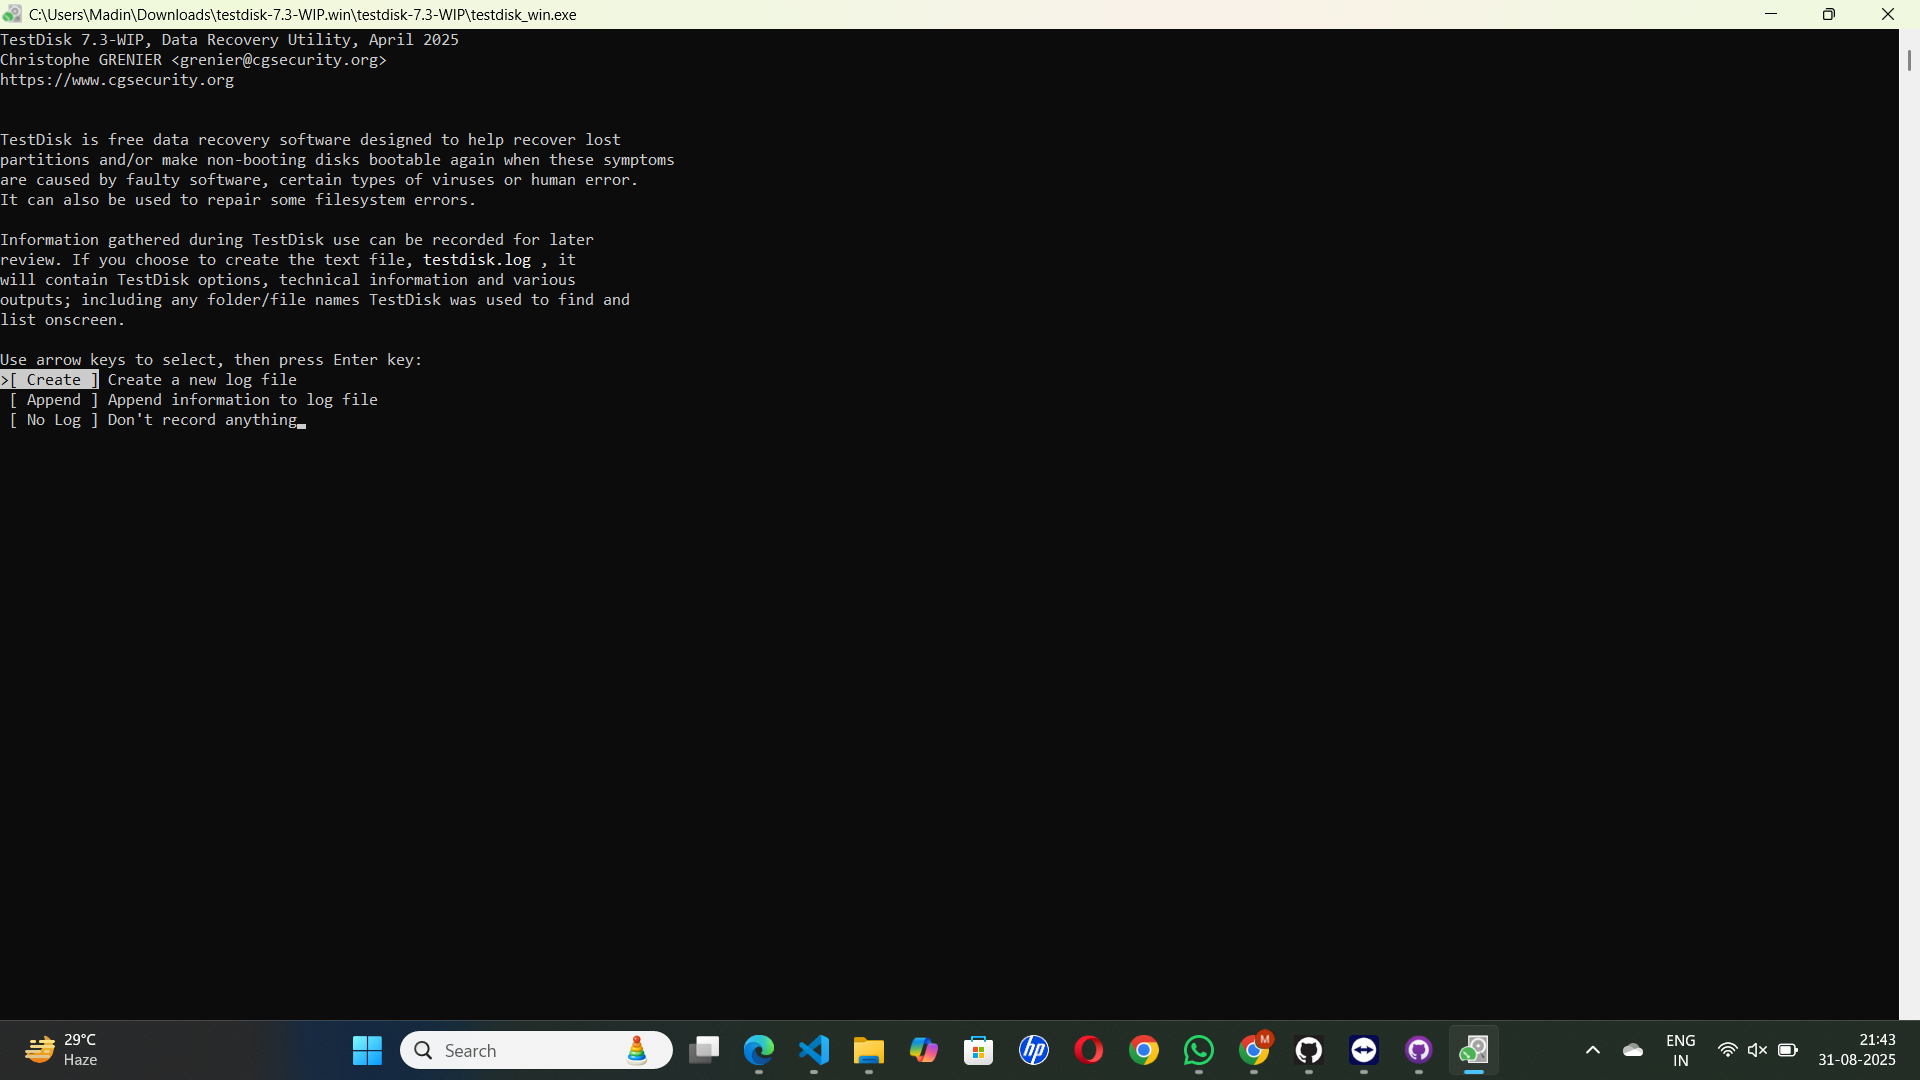 C:\Users\Madin\Downloads\testdisk-7.3-WIP.win\testdisk-7.3-WIP\testdisk_win.exe
TestDisk 7.3-WIP, Data Recovery Utility, April 2025
Christophe GRENIER <grenier@cgsecurity.org>
https://www.cgsecurity.org
TestDisk is free data recovery software designed to help recover lost
partitions and/or make non-booting disks bootable again when these symptoms
are caused by faulty software, certain types of viruses or human error.
It can also be used to repair some filesystem errors.
Information gathered during TestDisk use can be recorded for later
review. If you choose to create the text file, testdisk.log , it
will contain TestDisk options, technical information and various
outputs; including any folder/file names TestDisk was used to find and
list onscreen.
Use arrow keys to select, then press Enter key:
>[ Create ] Create a new log file
[ Append ] Append information to log file
[ No Log ] Don't record anything
29°C
Haze
Search
hp
M
ENG
IN
21:43
31-08-2025